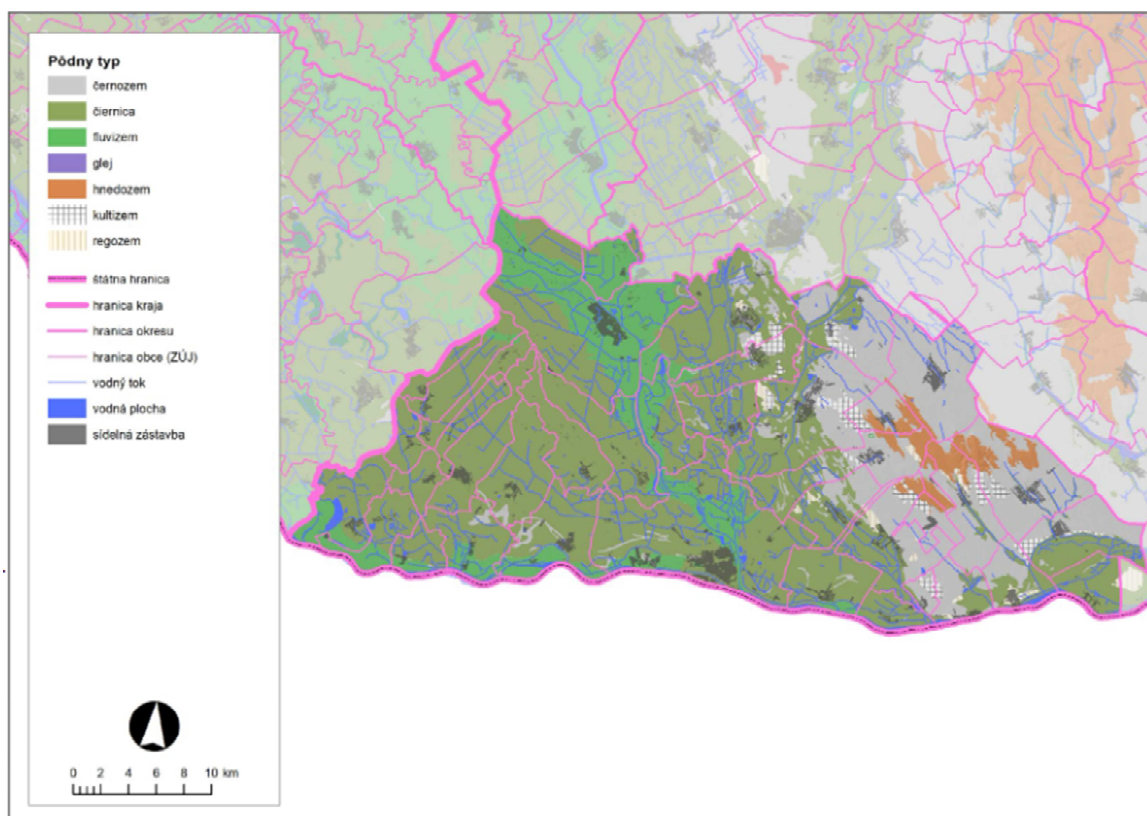 Pôdny typ
černozem
čiernica
fluvizem
glej
hnedozem
kultizem
regozem
štátna hranica
hranica kraja
hranica okresu
hranica obce (ZÚJ)
vodný tok
vodná plocha
sídelná zástavba
0 2 4 6 8 10 km